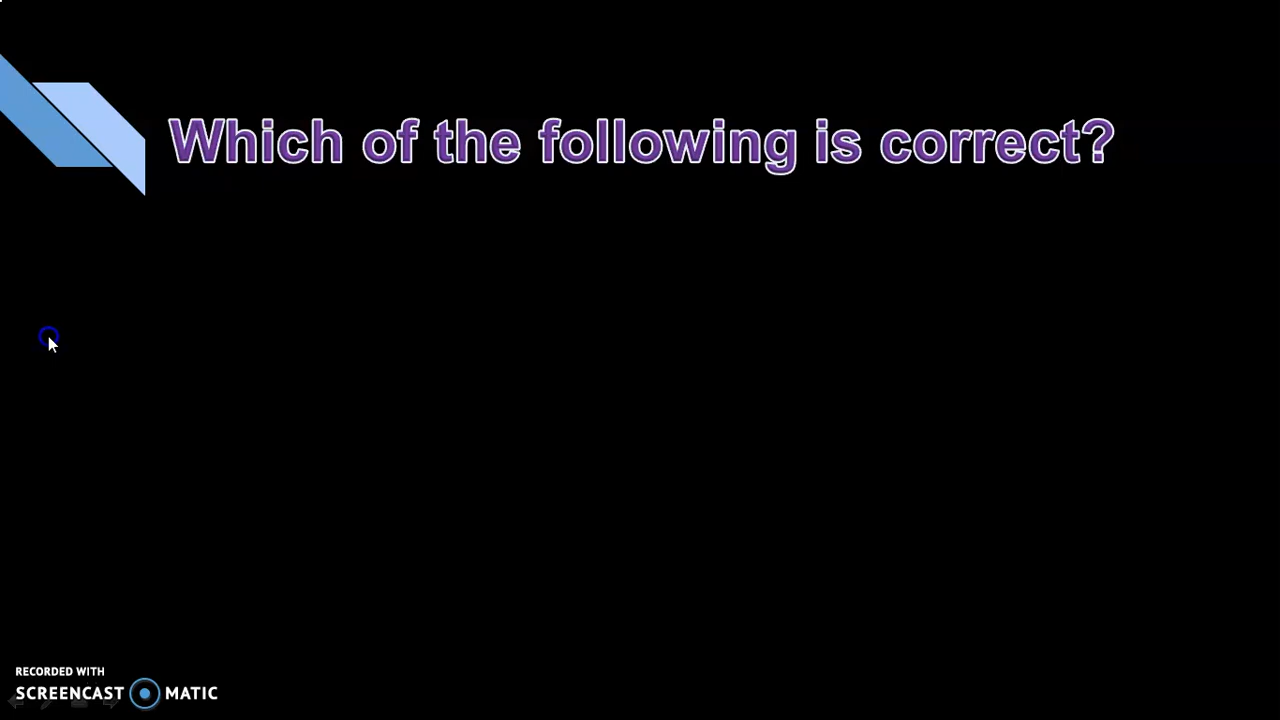 Which of the following is correct?
RECORDED WITH
SCREENCAST MATIC